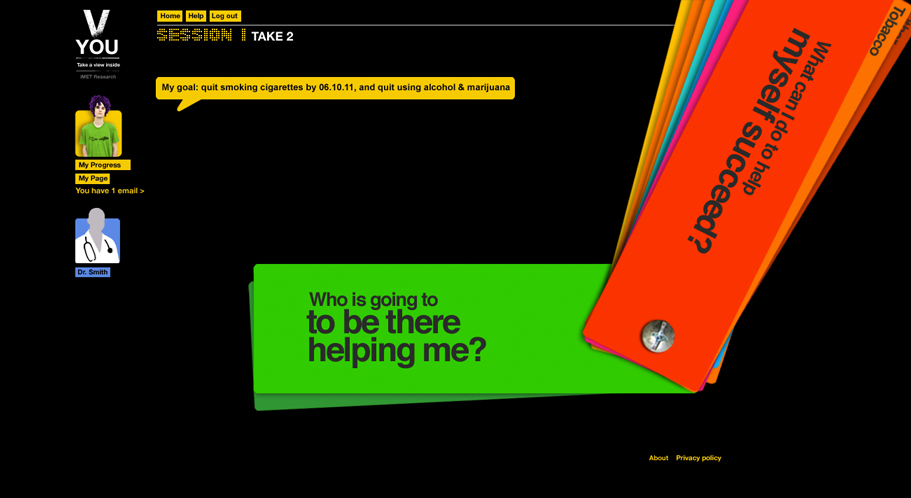 V
YOU
Take a view inside
IMET Research
Home Help Log out
SESSION 1 TAKE 2
My goal: quit smoking cigarettes by 06.10.11, and quit using alcohol & marijuana
My Progress
My Page
You have 1 email >
Dr. Smith
Who is going to
to be there
helping me?
What can I do to help
myself succeed?
Tobacco
About Privacy policy